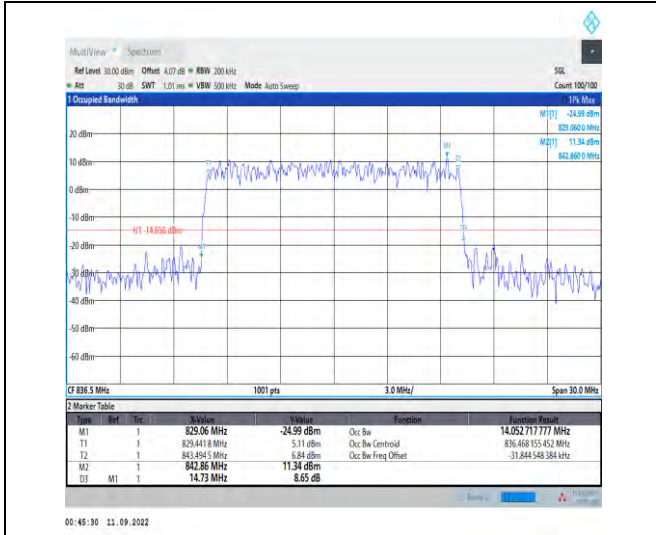 MultiView Spectrum
Ref Level 30.00 dBm Offset 4.07 dB RBW 200 kHz SGL
Att 30 dB SWT 1.01 ms VBW 500 kHz Mode Auto Sweep Count 100/100
1 Occupied Bandwidth 1Pk Max
M1[1] -24.99 dBm
829.0600 MHz
M2[1] 11.34 dBm
842.8600 MHz
20 dBm
10 dBm
0 dBm
-10 dBm
H1 -14.656 dBm
-20 dBm
-30 dBm
-40 dBm
-50 dBm
-60 dBm
M2
T2
M1
CF 836.5 MHz 1001 pts 3.0 MHz/ Span 30.0 MHz
2 Marker Table
Type Ref Trc X-Value Y-Value Function Function Result
M1 1 829.06 MHz -24.99 dBm Occ Bw 14.052 717 777 MHz
T1 1 829.4418 MHz 5.11 dBm Occ Bw Centroid 836.468 155 452 MHz
T2 1 843.4945 MHz 6.84 dBm Occ Bw Freq Offset -31.844 548 384 kHz
M2 1 842.86 MHz 11.34 dBm
D3 M1 1 14.73 MHz 8.65 dB
00:45:30 11.09.2022